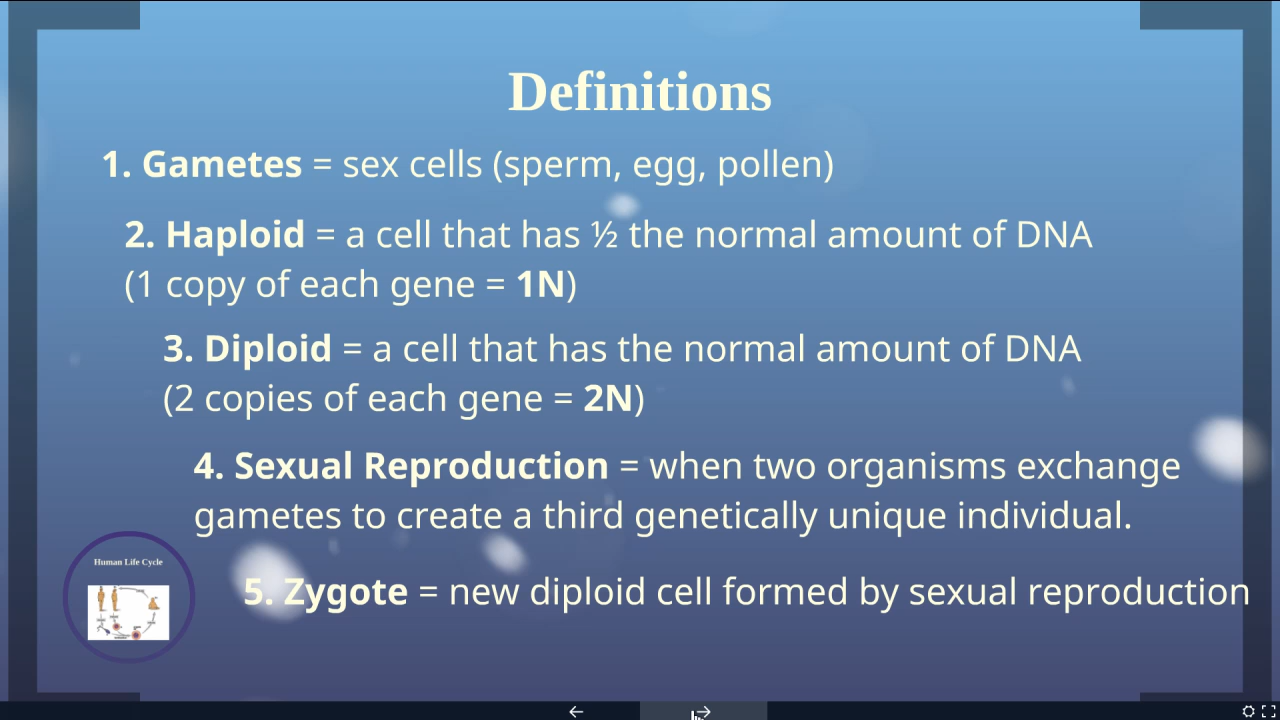 Definitions
1. Gametes = sex cells (sperm, egg, pollen)
2. Haploid = a cell that has ½ the normal amount of DNA
(1 copy of each gene = 1N)
3. Diploid = a cell that has the normal amount of DNA
(2 copies of each gene = 2N)
4. Sexual Reproduction = when two organisms exchange
gametes to create a third genetically unique individual.
Human Life Cycle
5. Zygote = new diploid cell formed by sexual reproduction